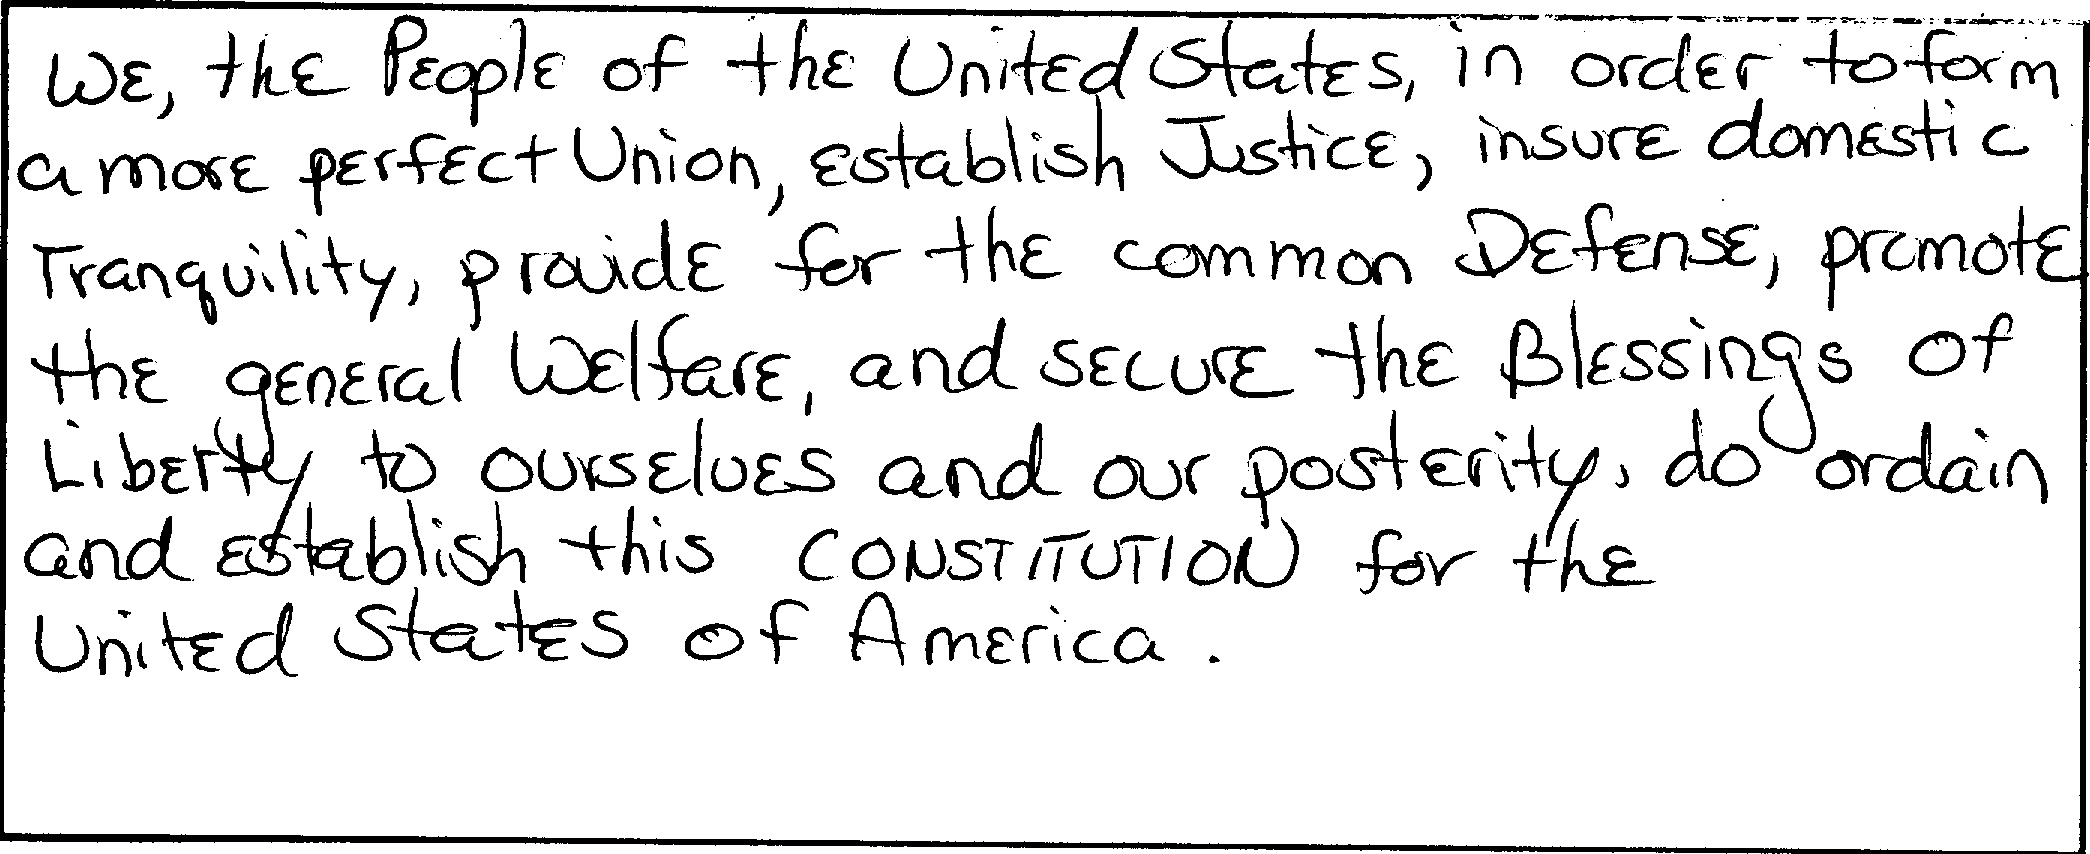 We, the People of the United States, in order to form
a more perfect Union, establish Justice, insure domestic
Tranquility, provide for the common Defense, promote
the general Welfare, and secure the Blessings of
Liberty to ourselves and our posterity, do ordain
and establish this CONSTITUTION for the
United States of America.